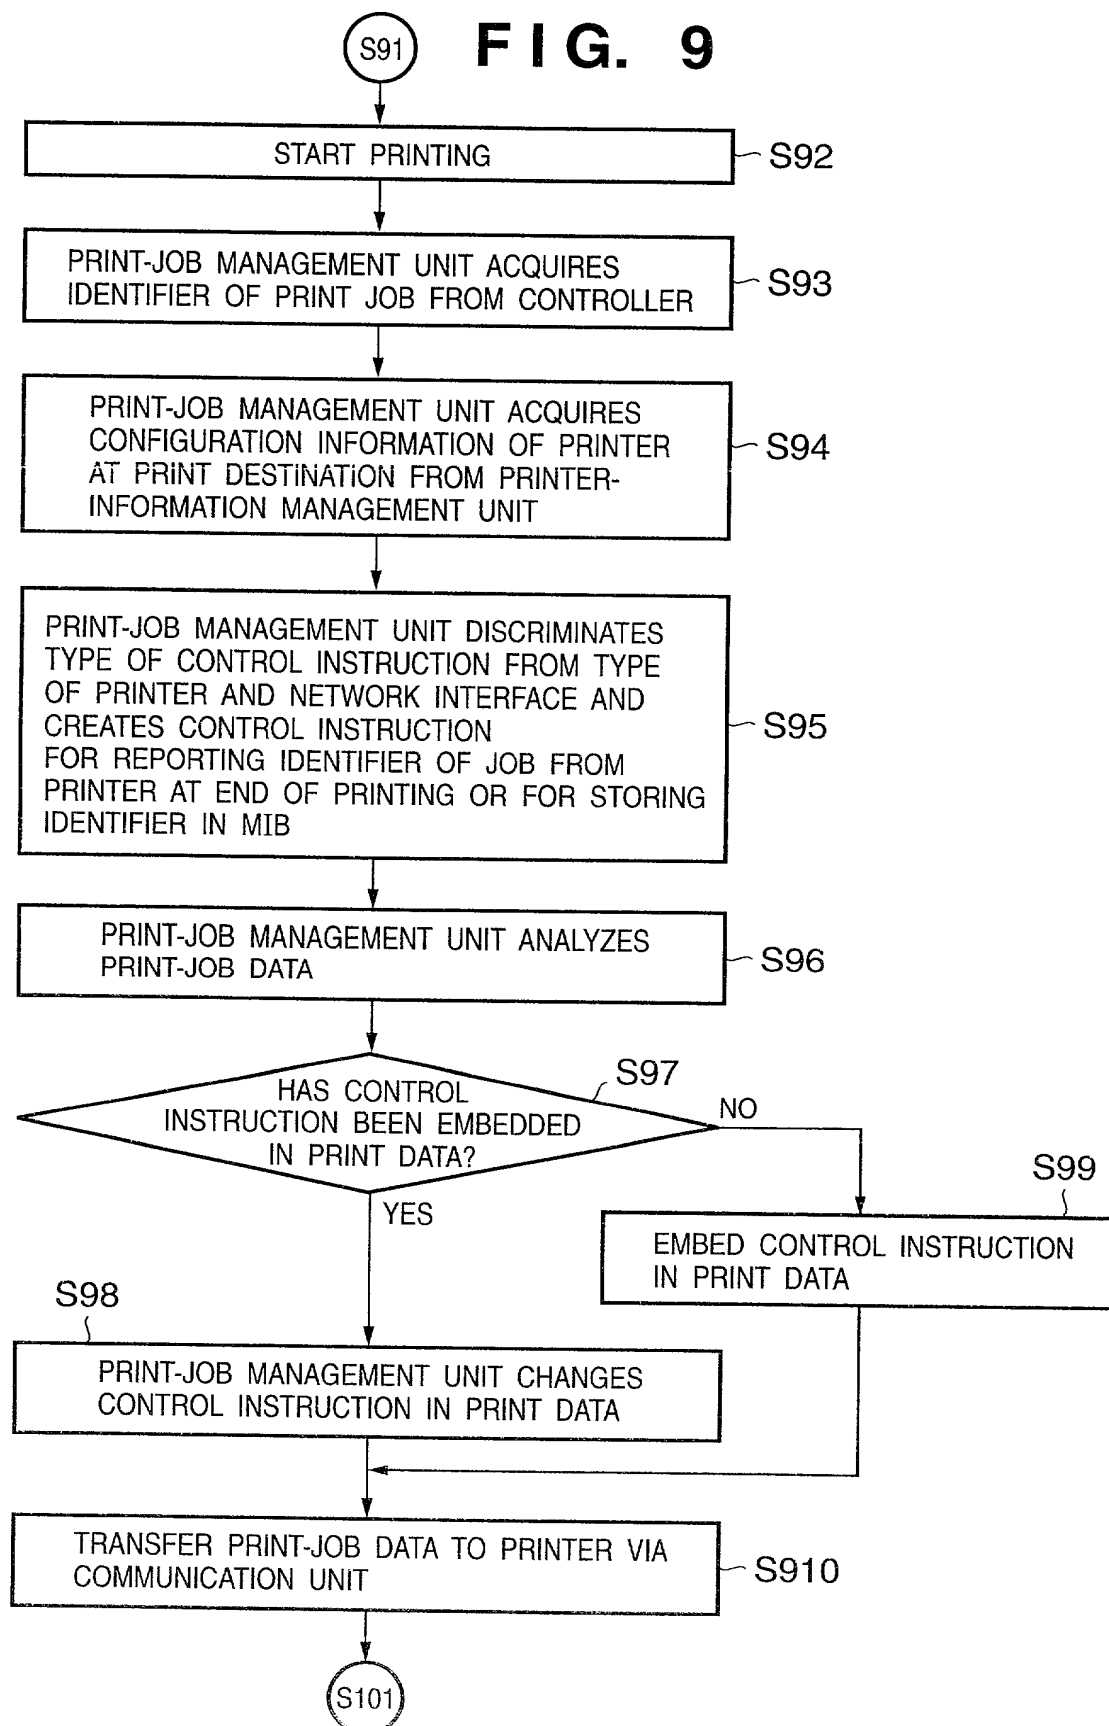 S91
FIG. 9
START PRINTING
S92
PRINT-JOB MANAGEMENT UNIT ACQUIRES
IDENTIFIER OF PRINT JOB FROM CONTROLLER
S93
PRINT-JOB MANAGEMENT UNIT ACQUIRES
CONFIGURATION INFORMATION OF PRINTER
AT PRINT DESTINATION FROM PRINTER-
INFORMATION MANAGEMENT UNIT
S94
PRINT-JOB MANAGEMENT UNIT DISCRIMINATES
TYPE OF CONTROL INSTRUCTION FROM TYPE
OF PRINTER AND NETWORK INTERFACE AND
CREATES CONTROL INSTRUCTION
FOR REPORTING IDENTIFIER OF JOB FROM
PRINTER AT END OF PRINTING OR FOR STORING
IDENTIFIER IN MIB
S95
PRINT-JOB MANAGEMENT UNIT ANALYZES
PRINT-JOB DATA
S96
HAS CONTROL
INSTRUCTION BEEN EMBEDDED
IN PRINT DATA?
S97
NO
YES
S99
EMBED CONTROL INSTRUCTION
IN PRINT DATA
S98
PRINT-JOB MANAGEMENT UNIT CHANGES
CONTROL INSTRUCTION IN PRINT DATA
TRANSFER PRINT-JOB DATA TO PRINTER VIA
COMMUNICATION UNIT
S910
S101